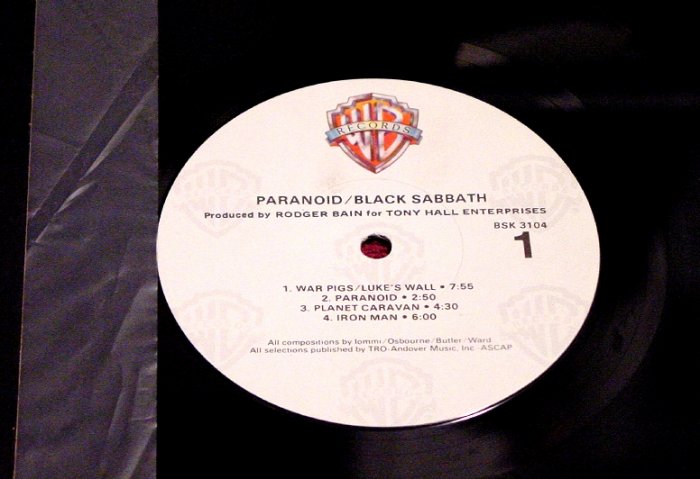 WB
RECORDS
PARANOID/BLACK SABBATH
Produced by RODGER BAIN for TONY HALL ENTERPRISES
BSK 3104
1
1. WAR PIGS/LUKE'S WALL • 7:55
2. PARANOID • 2:50
3. PLANET CARAVAN • 4:30
4. IRON MAN • 6:00
All compositions by Iommi/Osbourne/Butler/Ward
All selections published by TRO-Andover Music, Inc.-ASCAP